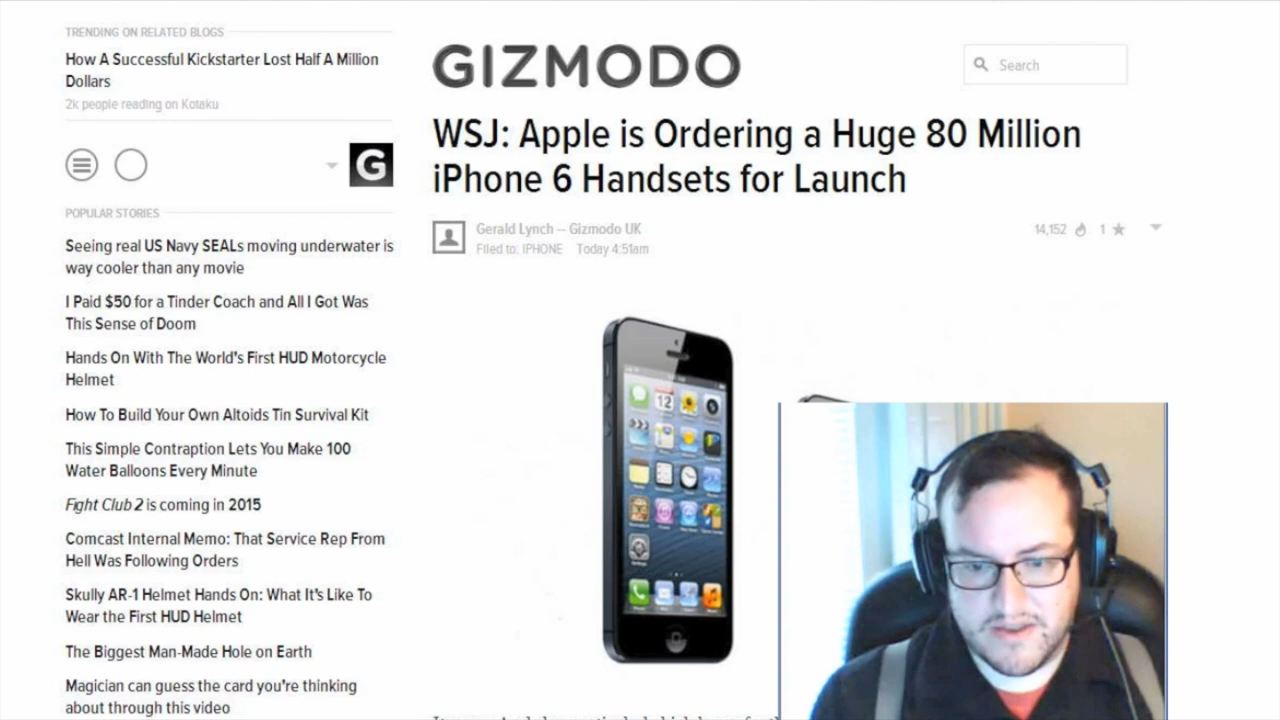 TRENDING ON RELATED BLOGS
How A Successful Kickstarter Lost Half A Million
Dollars
2k people reading on Kotaku
G
POPULAR STORIES
Seeing real US Navy SEALs moving underwater is
way cooler than any movie
I Paid $50 for a Tinder Coach and All I Got Was
This Sense of Doom
Hands On With The World's First HUD Motorcycle
Helmet
How To Build Your Own Altoids Tin Survival Kit
This Simple Contraption Lets You Make 100
Water Balloons Every Minute
Fight Club 2 is coming in 2015
Comcast Internal Memo: That Service Rep From
Hell Was Following Orders
Skully AR-1 Helmet Hands On: What It's Like To
Wear the First HUD Helmet
The Biggest Man-Made Hole on Earth
Magician can guess the card you're thinking
about through this video
GIZMODO
Search
WSJ: Apple is Ordering a Huge 80 Million
iPhone 6 Handsets for Launch
Gerald Lynch – Gizmodo UK
Filed to: IPHONE Today 4:51am
14,152 1
12